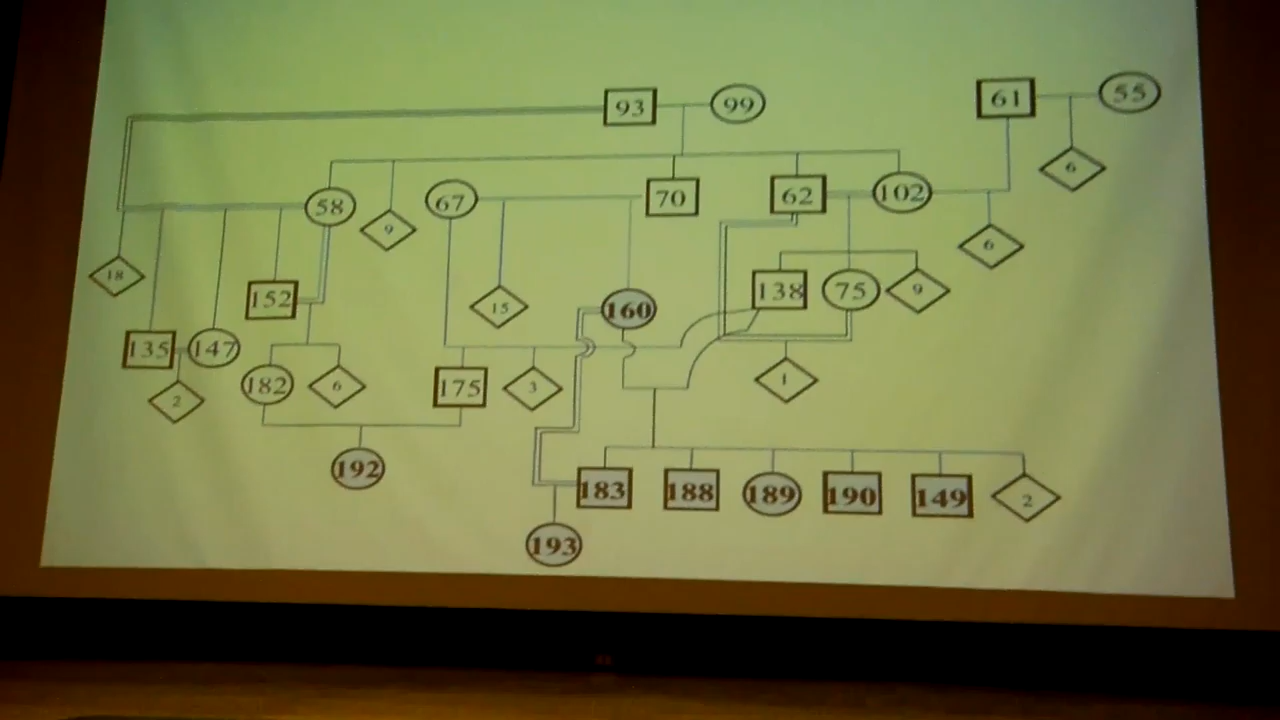 93 99 61 55
6
58 67 70 62 102
9 6
18 152 15 160 138 75 9
135 147
2 182 6 175 3 1
192 183 188 189 190 149 2
193